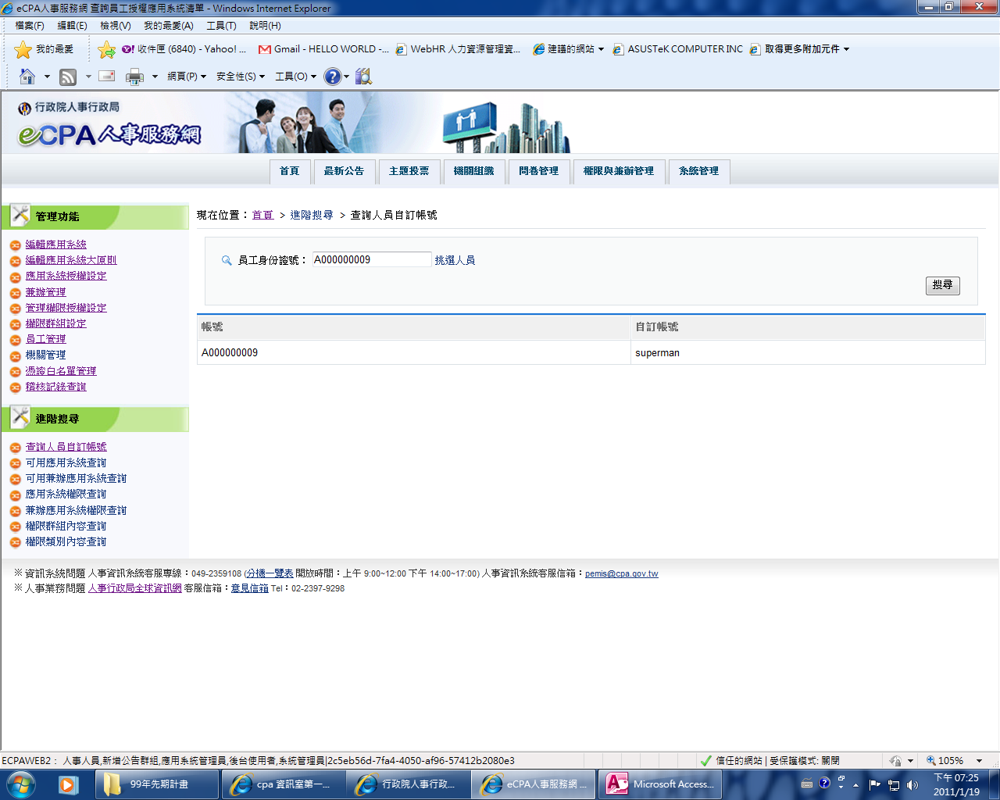 eCPA人事服務網 查詢員工授權應用系統清單 - Windows Internet Explorer
檔案(F) 編輯(E) 檢視(V) 我的最愛(A) 工具(T) 說明(H)
我的最愛 收件匣 (6840) - Yahoo! ... Gmail - HELLO WORLD -... WebHR 人力資源管理資... 建議的網站 ASUSTeK COMPUTER INC 取得更多附加元件
網頁(P) 安全性(S) 工具(O)
行政院人事行政局
eCPA人事服務網
首頁 最新公告 主題投票 機關組織 問卷管理 權限與兼辦管理 系統管理
管理功能
編輯應用系統
編輯應用系統大原則
應用系統授權設定
兼辦管理
管理權限授權設定
權限群組設定
員工管理
機關管理
憑證白名單管理
稽核記錄查詢
進階搜尋
查詢人員自訂帳號
可用應用系統查詢
可用兼辦應用系統查詢
應用系統權限查詢
兼辦應用系統權限查詢
權限群組內容查詢
權限類別內容查詢
現在位置： 首頁 > 進階搜尋 > 查詢人員自訂帳號
員工身份證號： A000000009 挑選人員
搜尋
帳號 自訂帳號
A000000009 superman
※ 資訊系統問題 人事資訊系統客服專線：049-2359108 (分機一覽表 開放時間：上午 9:00~12:00 下午 14:00~17:00) 人事資訊系統客服信箱：pemis@cpa.gov.tw
※ 人事業務問題 人事行政局全球資訊網 客服信箱：意見信箱 Tel：02-2397-9298
ECPAWEB2： 人事人員,新增公告群組,應用系統管理員,後台使用者,系統管理員|2c5eb56d-7fa4-4050-af96-57412b2080e3 信任的網站 | 受保護模式: 關閉 105%
99年先期計畫 cpa 資訊室第一... 行政院人事行政... eCPA人事服務網 ... Microsoft Access... 下午 07:25
2011/1/19